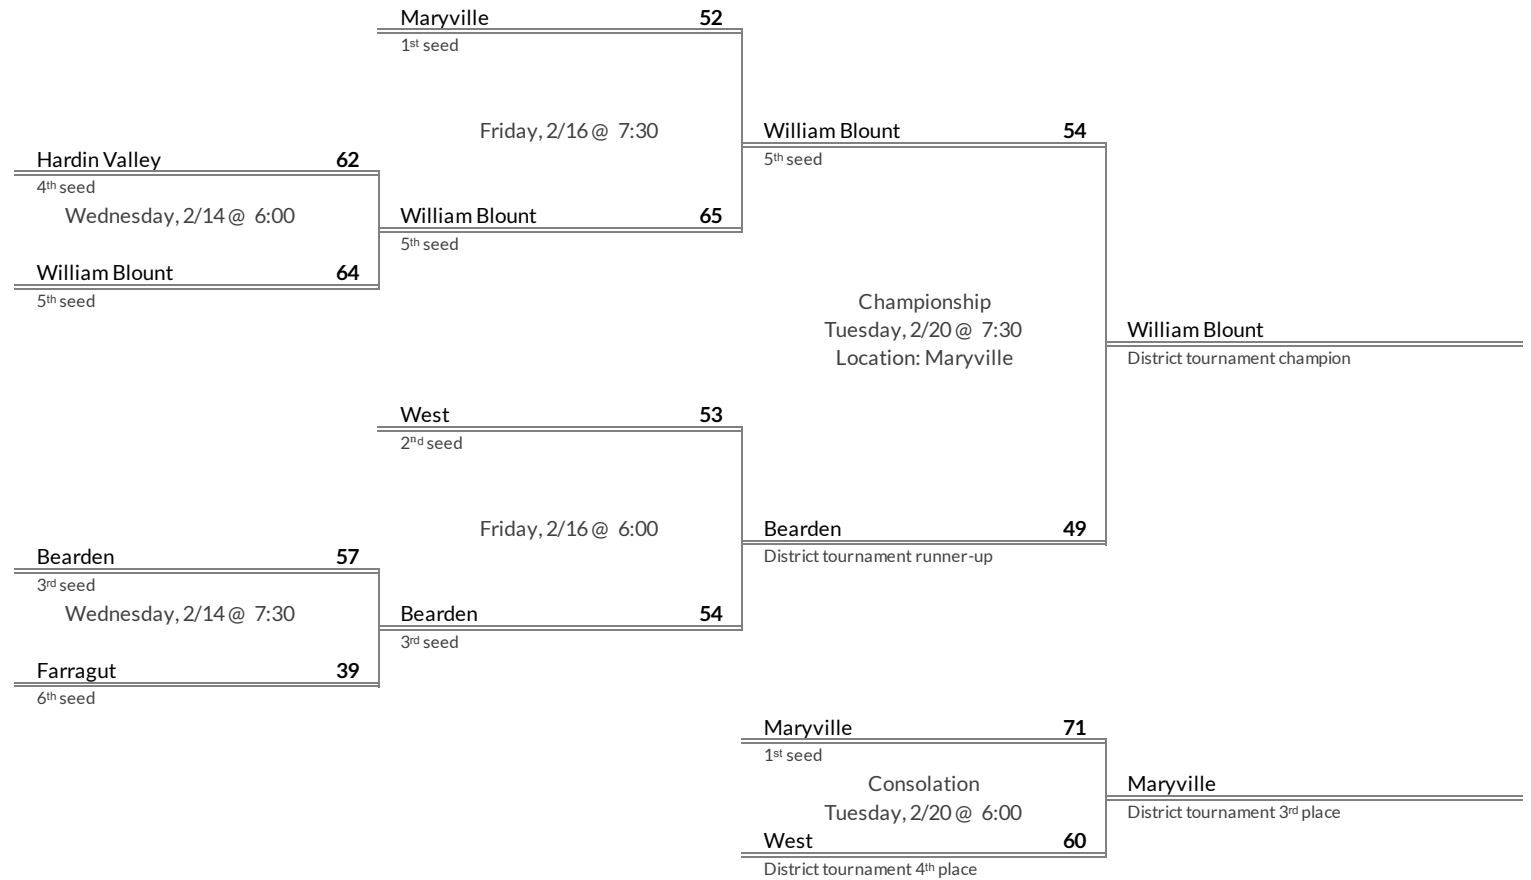 Maryville 52
1st seed
Friday, 2/16 @ 7:30
William Blount 54
5th seed
Hardin Valley 62
4th seed
Wednesday, 2/14 @ 6:00
William Blount 65
5th seed
William Blount 64
5th seed
Championship
Tuesday, 2/20 @ 7:30
Location: Maryville
William Blount
District tournament champion
West 53
2nd seed
Friday, 2/16 @ 6:00
Bearden 49
District tournament runner-up
Bearden 57
3rd seed
Wednesday, 2/14 @ 7:30
Bearden 54
3rd seed
Farragut 39
6th seed
Maryville 71
1st seed
Consolation
Tuesday, 2/20 @ 6:00
Maryville
District tournament 3rd place
West 60
District tournament 4th place